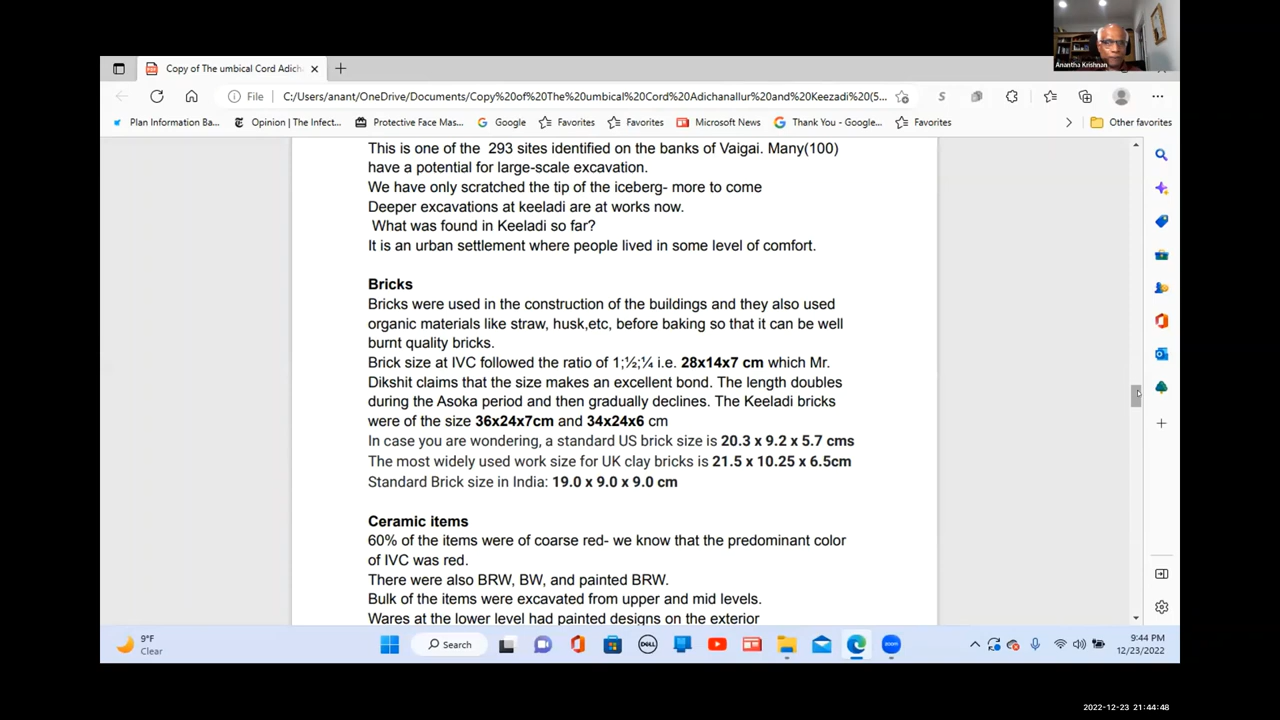 Anantha Krishnan
Copy of The umbical Cord Adicha
File
C:/Users/anant/OneDrive/Documents/Copy%20of%20The%20umbical%20Cord%20Adichanallur%20and%20Keezadi%20(5...
Plan Information Ba...
Opinion | The Infect...
Protective Face Mas...
Google
Favorites
Favorites
Microsoft News
Thank You - Google...
Favorites
Other favorites
This is one of the 293 sites identified on the banks of Vaigai. Many(100)
have a potential for large-scale excavation.
We have only scratched the tip of the iceberg- more to come
Deeper excavations at keeladi are at works now.
What was found in Keeladi so far?
It is an urban settlement where people lived in some level of comfort.
Bricks
Bricks were used in the construction of the buildings and they also used
organic materials like straw, husk,etc, before baking so that it can be well
burnt quality bricks.
Brick size at IVC followed the ratio of 1;½;¼ i.e. 28x14x7 cm which Mr.
Dikshit claims that the size makes an excellent bond. The length doubles
during the Asoka period and then gradually declines. The Keeladi bricks
were of the size 36x24x7cm and 34x24x6 cm
In case you are wondering, a standard US brick size is 20.3 x 9.2 x 5.7 cms
The most widely used work size for UK clay bricks is 21.5 x 10.25 x 6.5cm
Standard Brick size in India: 19.0 x 9.0 x 9.0 cm
Ceramic items
60% of the items were of coarse red- we know that the predominant color
of IVC was red.
There were also BRW, BW, and painted BRW.
Bulk of the items were excavated from upper and mid levels.
Wares at the lower level had painted designs on the exterior
9°F
Clear
Search
DELL
zoom
9:44 PM
12/23/2022
2022-12-23 21:44:48